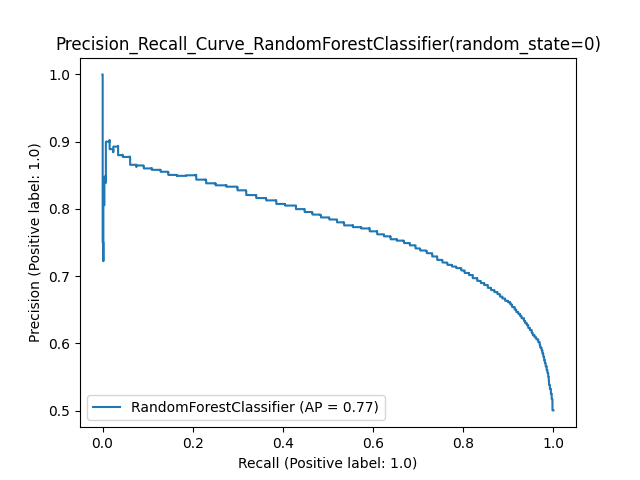 Precision_Recall_Curve_RandomForestClassifier(random_state=0)
1.0
0.9
0.8
0.7
0.6
0.5
Precision (Positive label: 1.0)
RandomForestClassifier (AP = 0.77)
0.0 0.2 0.4 0.6 0.8 1.0
Recall (Positive label: 1.0)